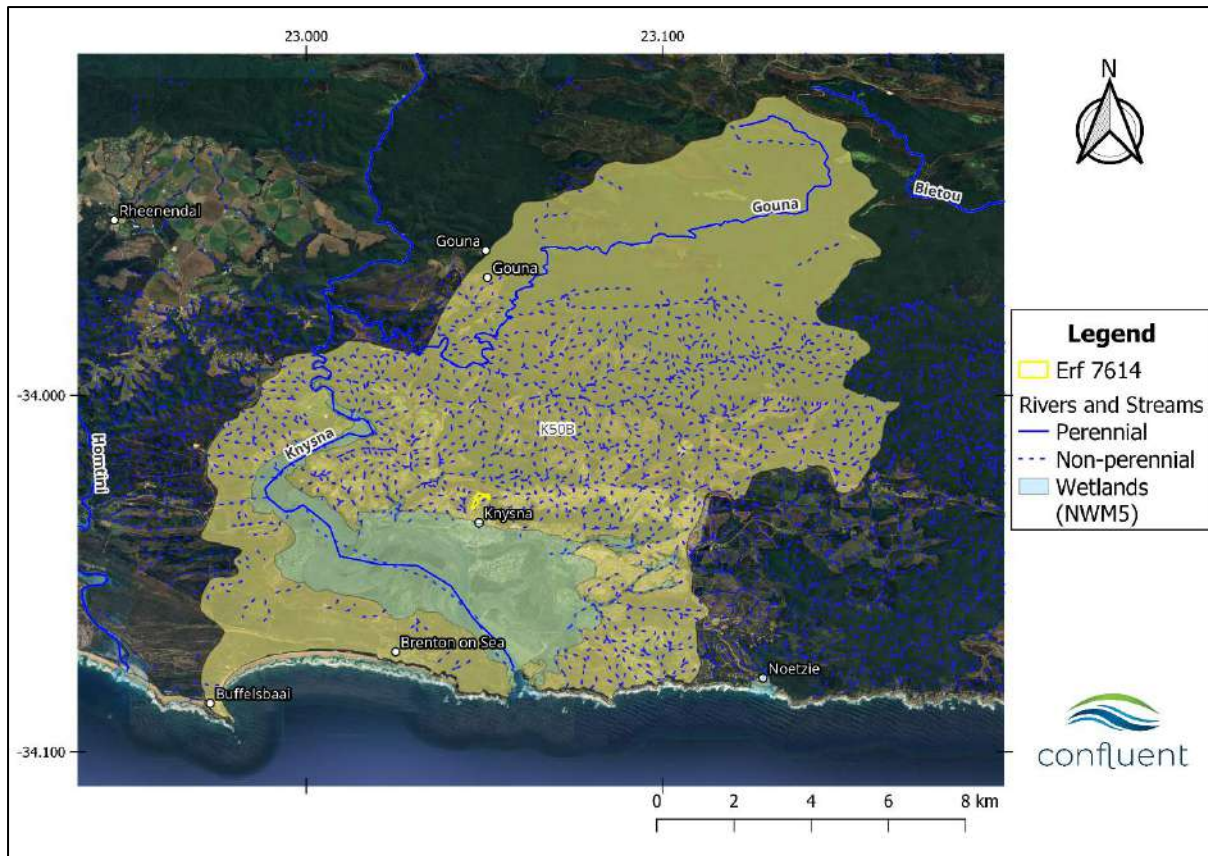 23.000
23.100
N
Bietou
Gouna
Rheenendal
Gouna
Gouna
Legend
Erf 7614
Rivers and Streams
Perennial
Non-perennial
Wetlands
(NWM5)
-34.000
K50B
Knysna
Homtini
Knysna
Brenton on Sea
Noetzie
Buffelsbaai
-34.100
confluent
0 2 4 6 8 km